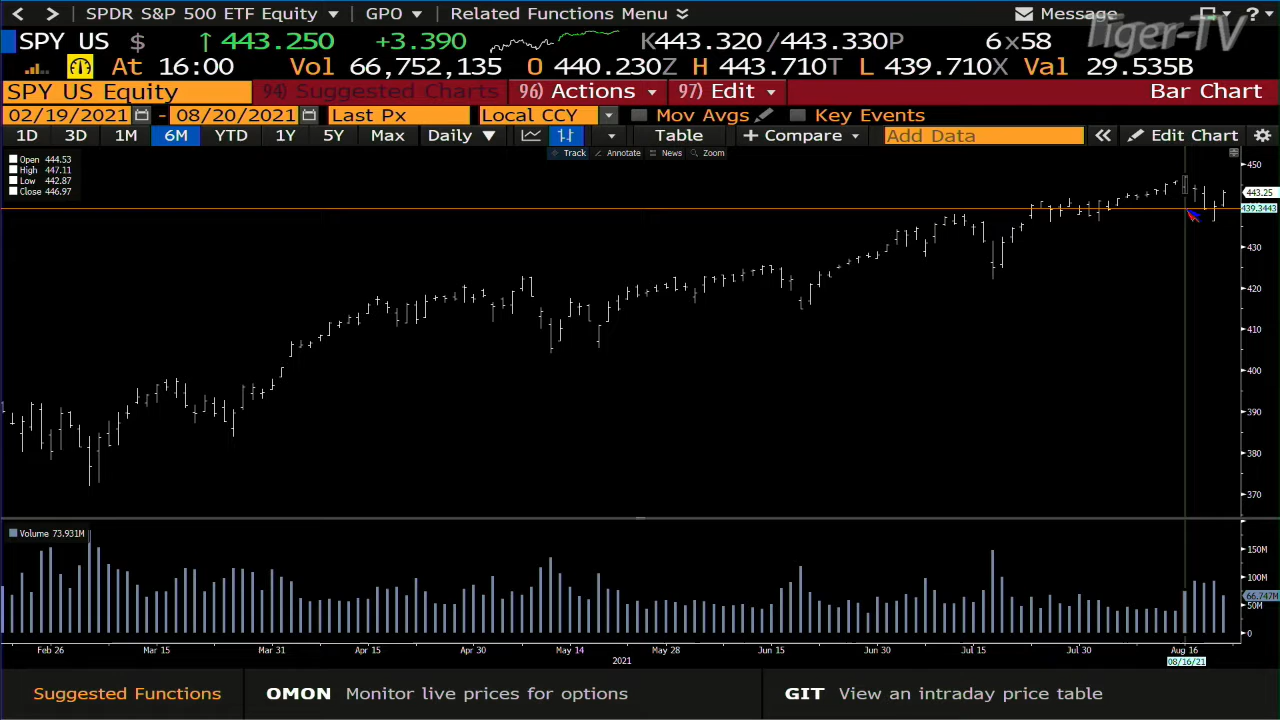 SPDR S&P 500 ETF Equity GPO Related Functions Menu Message ?
Tiger-TV
SPY US $ ↑ 443.250 +3.390 K443.320/443.330P 6x58
At 16:00 Vol 66,752,135 O 440.230Z H 443.710T L 439.710X Val 29.535B
SPY US Equity 94) Suggested Charts 96) Actions 97) Edit Bar Chart
02/19/2021 - 08/20/2021 Last Px Local CCY Mov Avgs Key Events
1D 3D 1M 6M YTD 1Y 5Y Max Daily ▼ Table + Compare Add Data « Edit Chart
Track Annotate News Zoom
Open 444.53
High 447.11
Low 442.87
Close 446.97
450
443.25
439.3443
430
420
410
400
390
380
370
Volume 73.931M
150M
100M
66.747M
50M
0
Feb 26 Mar 15 Mar 31 Apr 15 Apr 30 May 14 May 28 Jun 15 Jun 30 Jul 15 Jul 30 Aug 16
2021 08/16/21
Suggested Functions OMON Monitor live prices for options GIT View an intraday price table